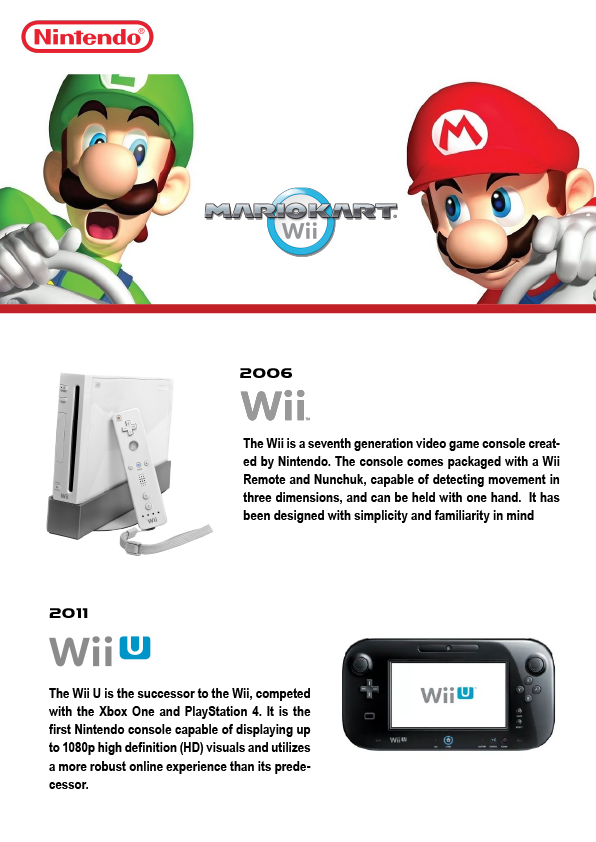 Nintendo®
L
M
MARIOKART™
Wii
2006
Wii™
The Wii is a seventh generation video game console creat-
ed by Nintendo. The console comes packaged with a Wii
Remote and Nunchuk, capable of detecting movement in
three dimensions, and can be held with one hand.  It has
been designed with simplicity and familiarity in mind
Wii
Wii
2011
Wii U
The Wii U is the successor to the Wii, competed
with the Xbox One and PlayStation 4. It is the
first Nintendo console capable of displaying up
to 1080p high definition (HD) visuals and utilizes
a more robust online experience than its prede-
cessor.
Wii U
Wii U